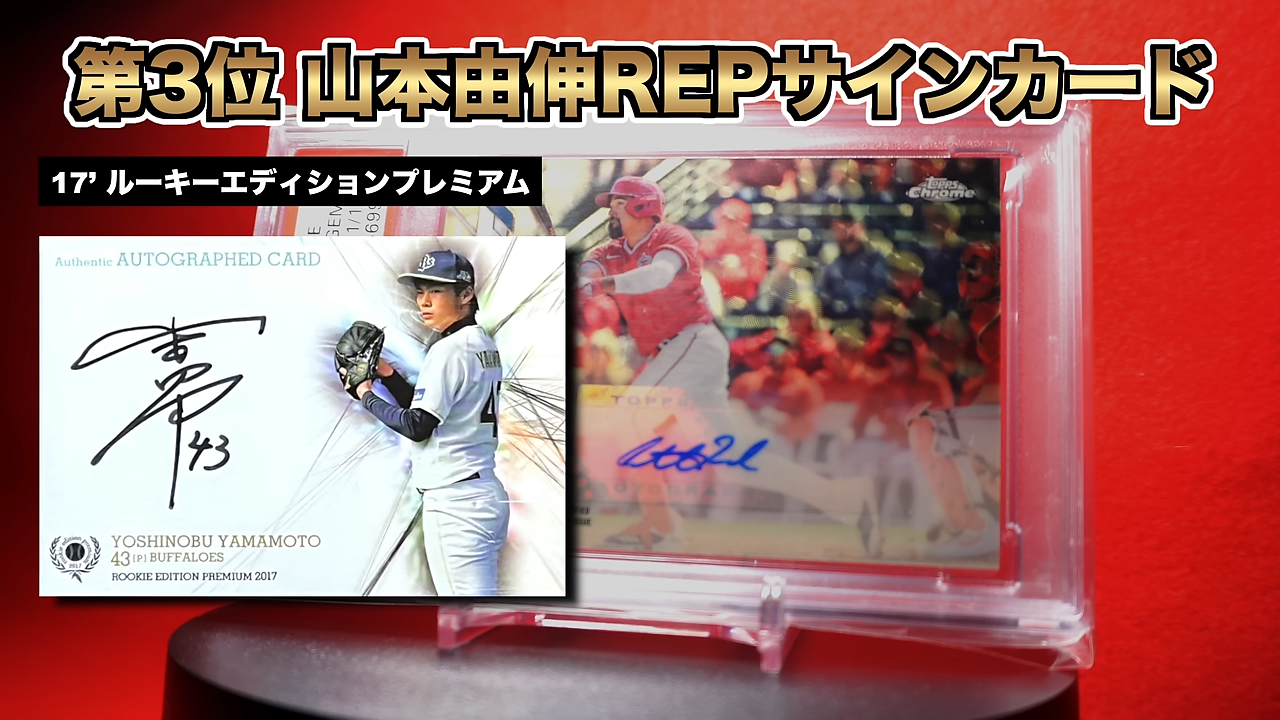 第3位 山本由伸REPサインカード
17’ ルーキーエディションプレミアム
Authentic AUTOGRAPHED CARD
43
YOSHINOBU YAMAMOTO
43 [P] BUFFALOES
ROOKIE EDITION PREMIUM 2017
2017
Topps
Chrome
TOPPS